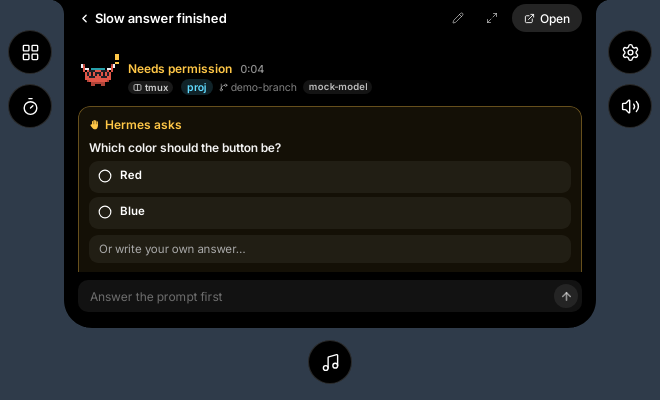 Slow answer finished
Open
Needs permission 0:04
tmux proj demo-branch mock-model
Hermes asks
Which color should the button be?
Red
Blue
Or write your own answer...
Answer the prompt first